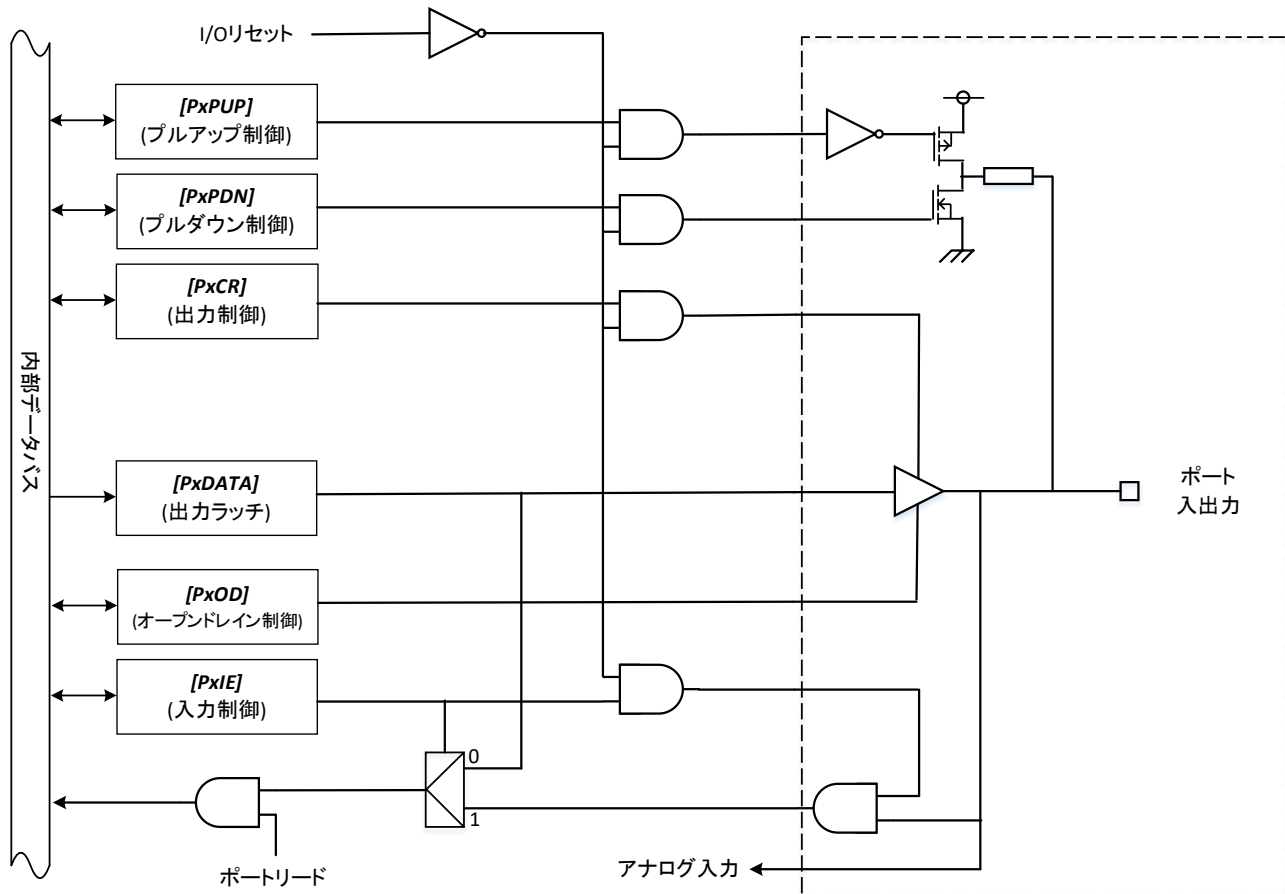 I/Oリセット
[PxPUP]
(プルアップ制御)
[PxPDN]
(プルダウン制御)
[PxCR]
(出力制御)
内部データバス
[PxDATA]
(出力ラッチ)
ポート
入出力
[PxOD]
(オープンドレイン制御)
[PxIE]
(入力制御)
0
1
ポートリード
アナログ入力